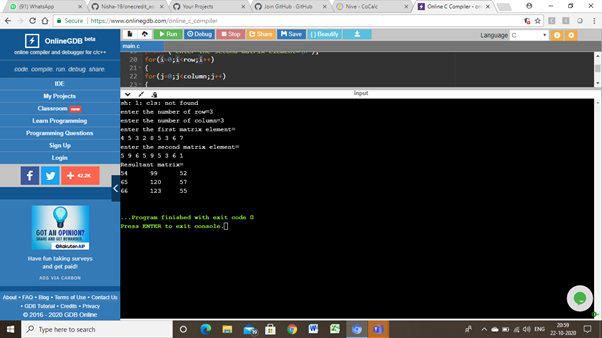 (91) WhatsApp
Nisha-19/onecredit_as
Your Projects
Join GitHub · GitHub
Nive - CoCalc
Online C Compiler - on
Secure | https://www.onlinegdb.com/online_c_compiler
OnlineGDB beta
online compiler and debugger for c/c++
code. compile. run. debug. share.
IDE
My Projects
Classroom new
Learn Programming
Programming Questions
Sign Up
Login
f
+ 42.2K
GOT AN OPINION?
SHARE AND GET REWARDED.
Rakuten AIP
Have fun taking surveys
and get paid!
ADS VIA CARBON
About • FAQ • Blog • Terms of Use • Contact Us
• GDB Tutorial • Credits • Privacy
© 2016 - 2020 GDB Online
Run
Debug
Stop
Share
Save
{ } Beautify
Language C
main.c
20 for(i=0;i<row;i++)
21 {
22 for(j=0;j<column;j++)
23 {
input
sh: 1: cls: not found
enter the number of row=3
enter the number of column=3
enter the first matrix element=
4 5 3 2 8 5 3 6 7
enter the second matrix element=
5 9 6 5 9 5 3 6 1
Resultant matrix=
54 99 52
65 120 57
66 123 55
...Program finished with exit code 0
Press ENTER to exit console.
Type here to search
ENG
20:59
22-10-2020